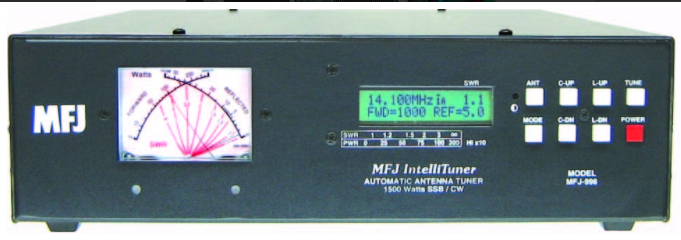 MFJ
Watts
FORWARD
REFLECTED
SWR
SWR
14.100MHz iA 1.1
FWD=1000 REF=5.0
SWR 1 1.2 1.5 2 3 ∞
PWR 0 25 50 75 100 300 HI x10
MFJ IntelliTuner
AUTOMATIC ANTENNA TUNER
1500 Watts SSB / CW
ANT C-UP L-UP TUNE
MODE C-DN L-DN POWER
MODEL
MFJ-998